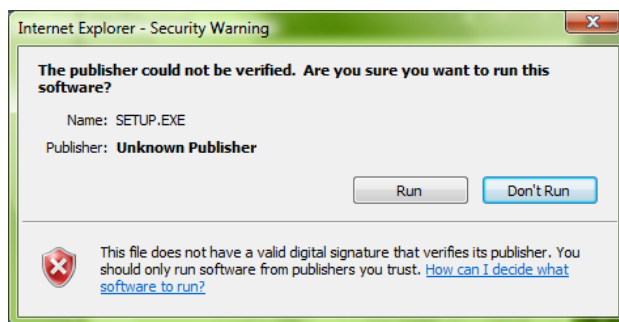 Internet Explorer - Security Warning
The publisher could not be verified.  Are you sure you want to run this
software?
Name: SETUP.EXE
Publisher: Unknown Publisher
Run
Don't Run
This file does not have a valid digital signature that verifies its publisher. You
should only run software from publishers you trust. How can I decide what
software to run?